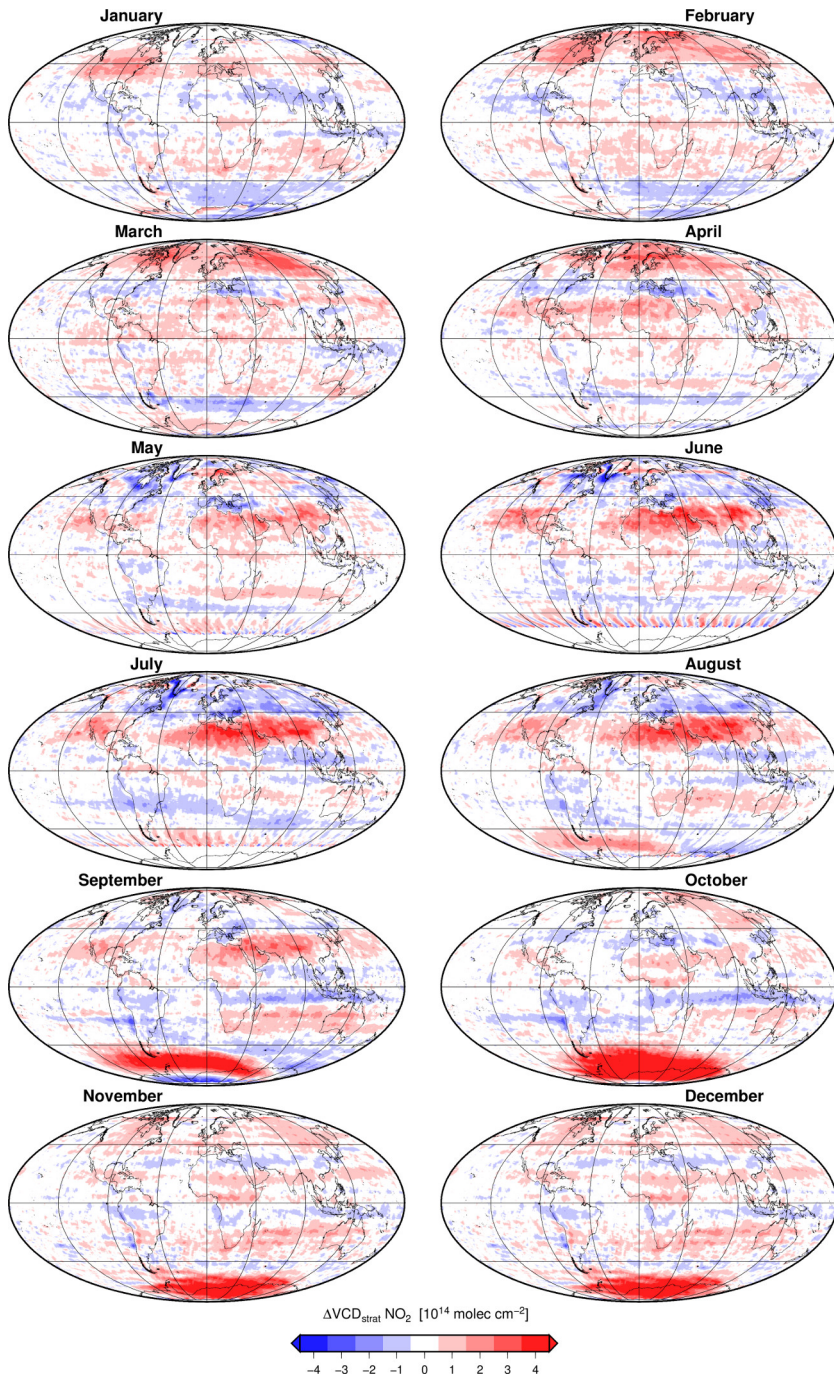 January February
March April
May June
July August
September October
November December
ΔVCDstrat NO2 [10^14 molec cm^−2]
−4 −3 −2 −1 0 1 2 3 4